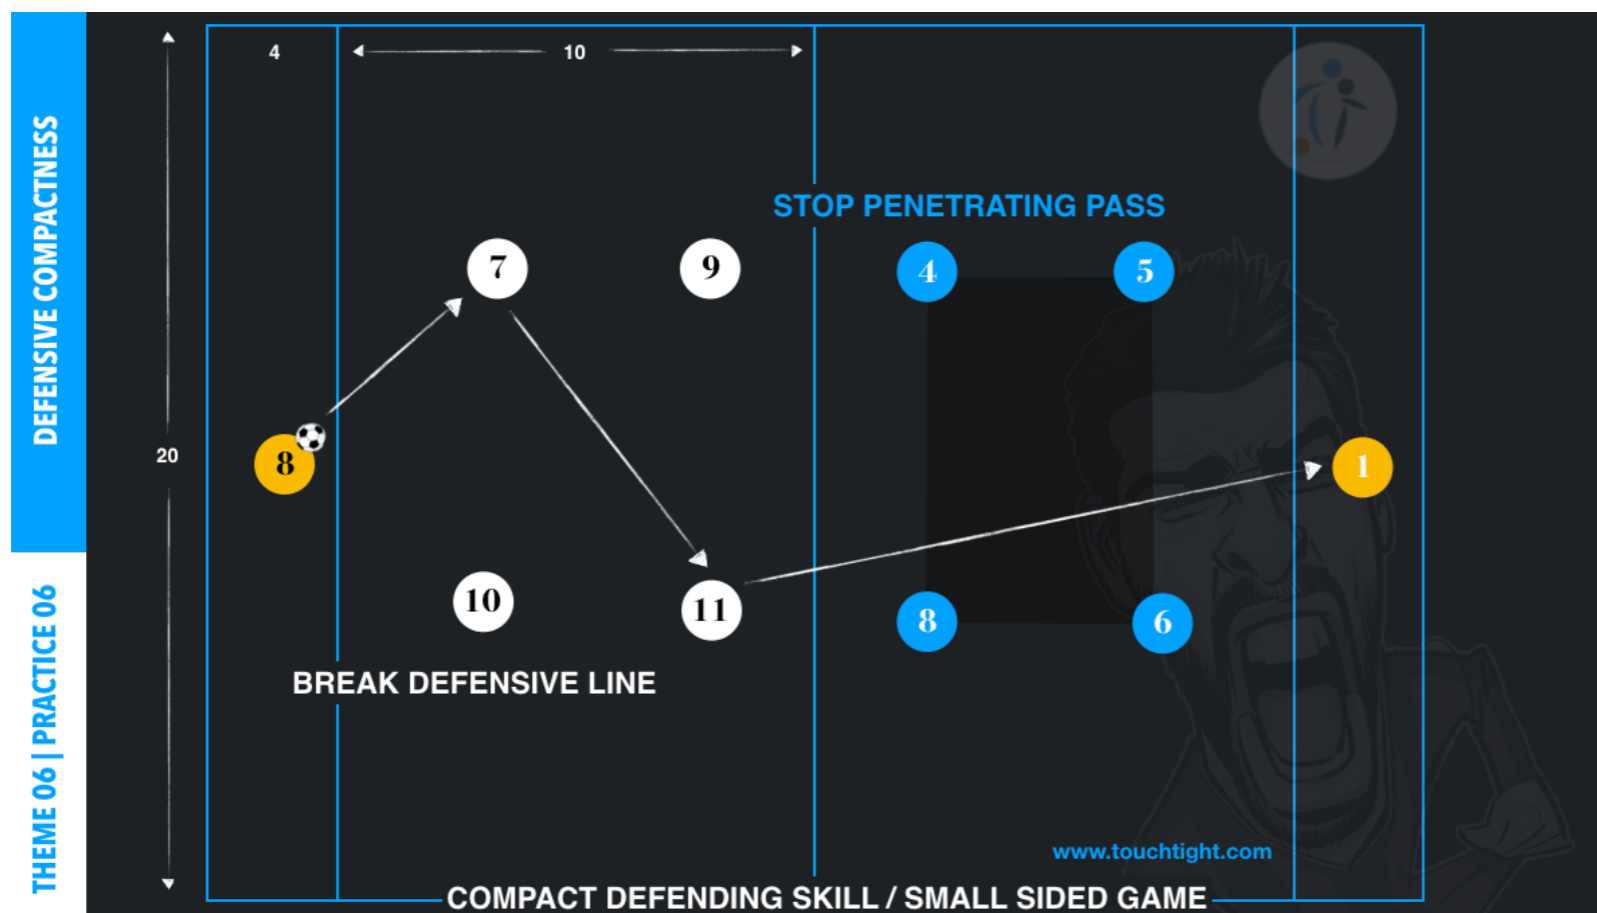 DEFENSIVE COMPACTNESS
THEME 06 | PRACTICE 06
4
10
20
STOP PENETRATING PASS
7
9
4
5
8
1
10
11
8
6
BREAK DEFENSIVE LINE
www.touchtight.com
COMPACT DEFENDING SKILL / SMALL SIDED GAME